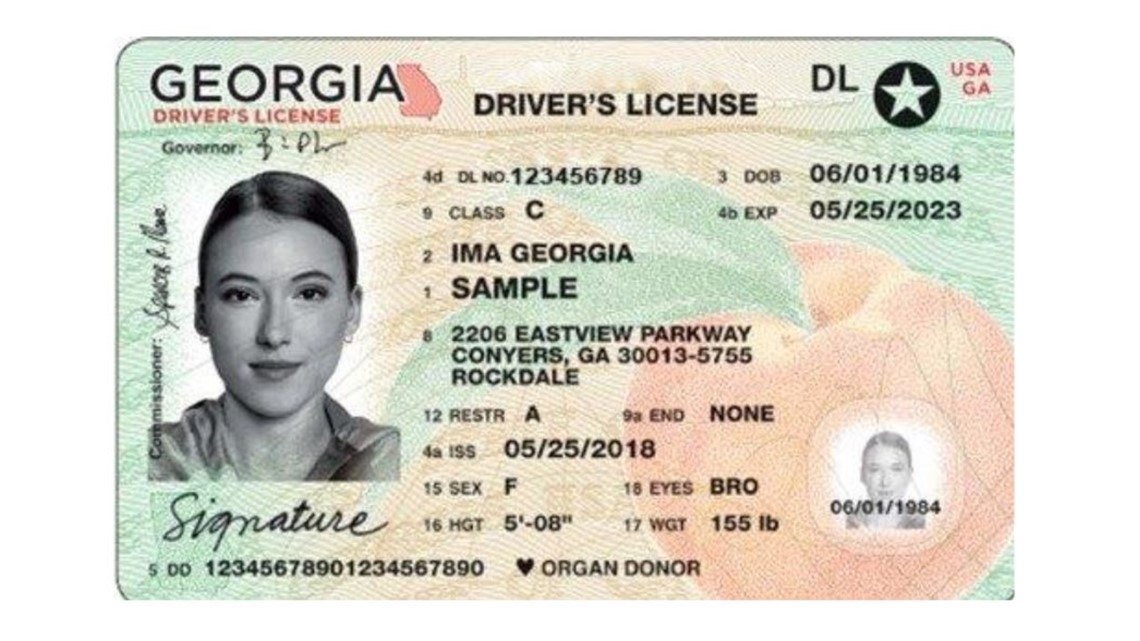 GEORGIA
DRIVER'S LICENSE
DRIVER'S LICENSE
DL
USA
GA
Governor:
4d DL NO.123456789
3 DOB 06/01/1984
9 CLASS C
4b EXP 05/25/2023
2 IMA GEORGIA
1 SAMPLE
8 2206 EASTVIEW PARKWAY
CONYERS, GA 30013-5755
ROCKDALE
12 RESTR A
9a END NONE
4a ISS 05/25/2018
15 SEX F
18 EYES BRO
16 HGT 5'-08"
17 WGT 155 lb
Commissioner:
Signature
06/01/1984
5 DD 12345678901234567890
♥ ORGAN DONOR